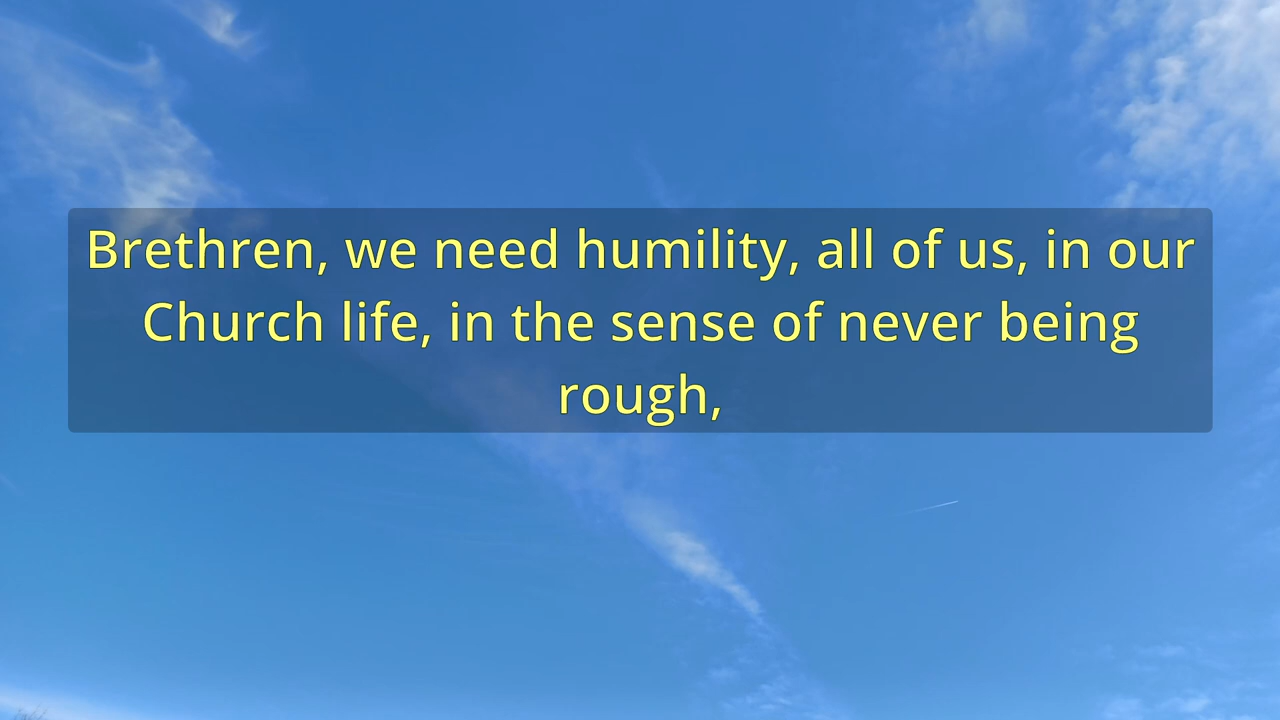 Brethren, we need humility, all of us, in our
Church life, in the sense of never being
rough,